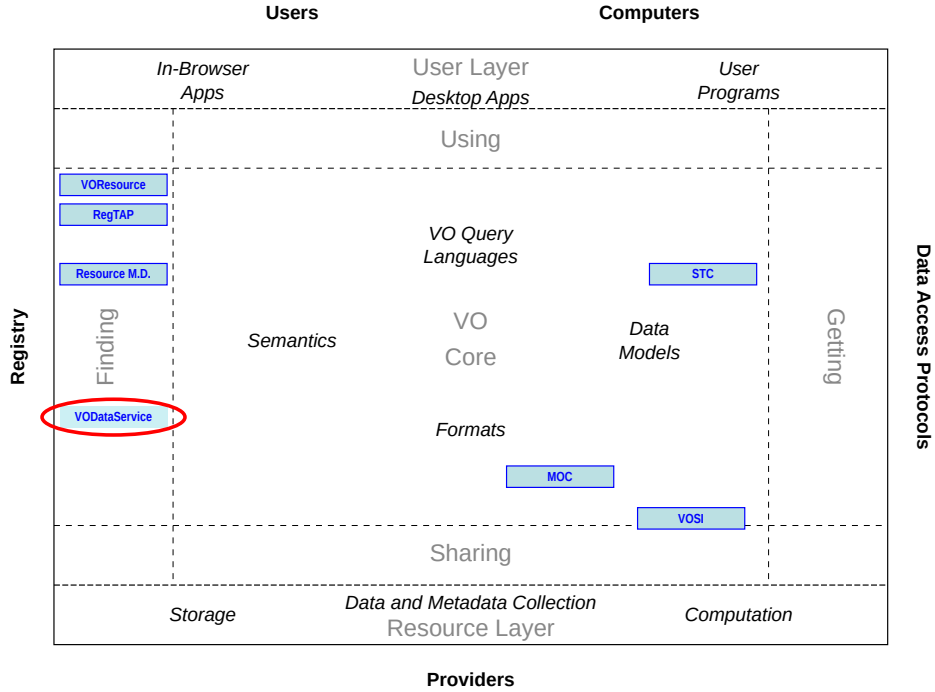 Users
Computers
In-Browser
Apps
User Layer
Desktop Apps
User
Programs
Using
VOResource
RegTAP
Resource M.D.
Registry
Finding
VODataService
VO Query
Languages
Semantics
VO
Core
STC
Data
Models
Getting
Data Access Protocols
Formats
MOC
VOSI
Sharing
Storage
Data and Metadata Collection
Resource Layer
Computation
Providers